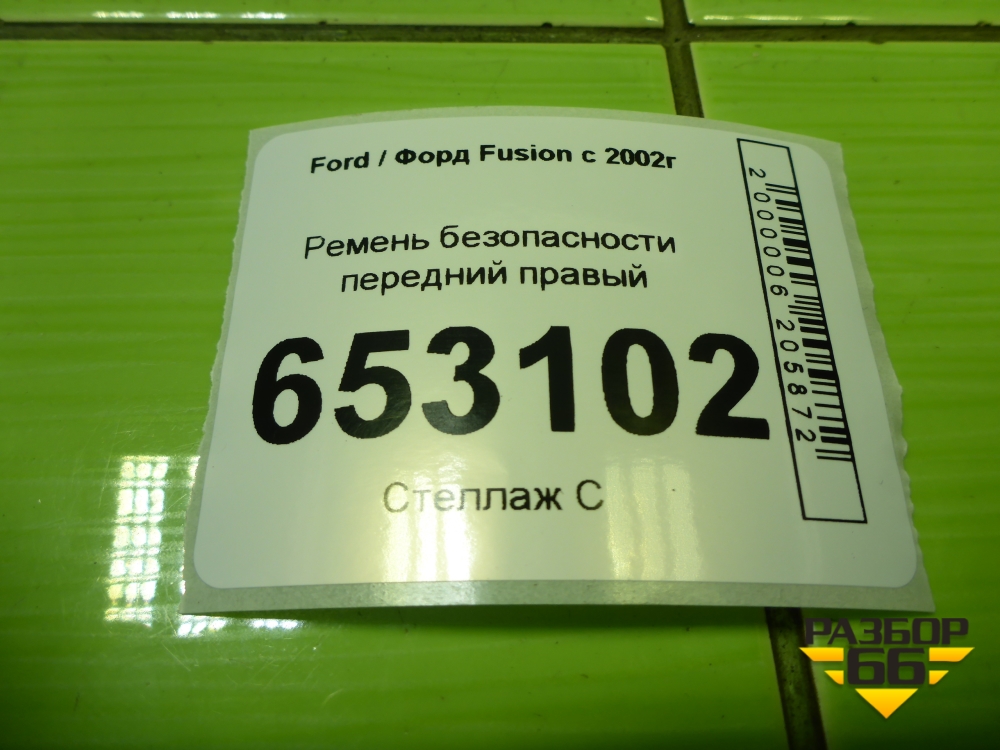 Ford / Форд Fusion с 2002г
Ремень безопасности
передний правый
653102
Стеллаж С
2000006205872
РАЗБОР
66